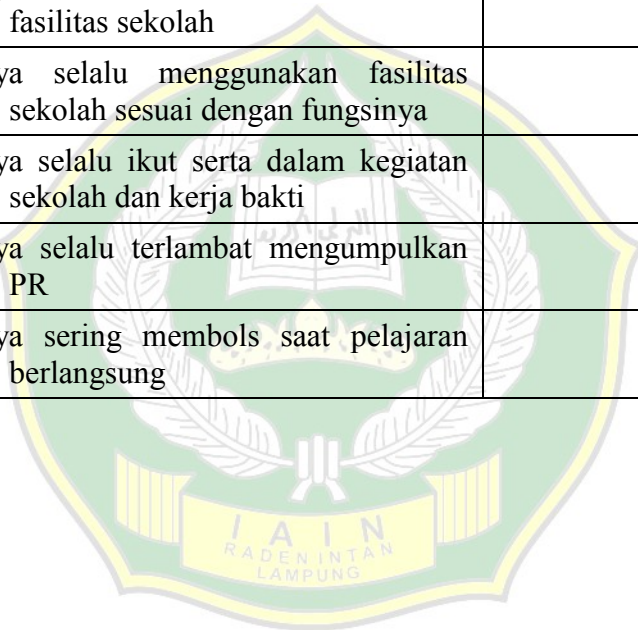 fasilitas sekolah
ya selalu menggunakan fasilitas
sekolah sesuai dengan fungsinya
ya selalu ikut serta dalam kegiatan
sekolah dan kerja bakti
ya selalu terlambat mengumpulkan
PR
ya sering membols saat pelajaran
berlangsung
I A I N
RADEN INTAN
LAMPUNG